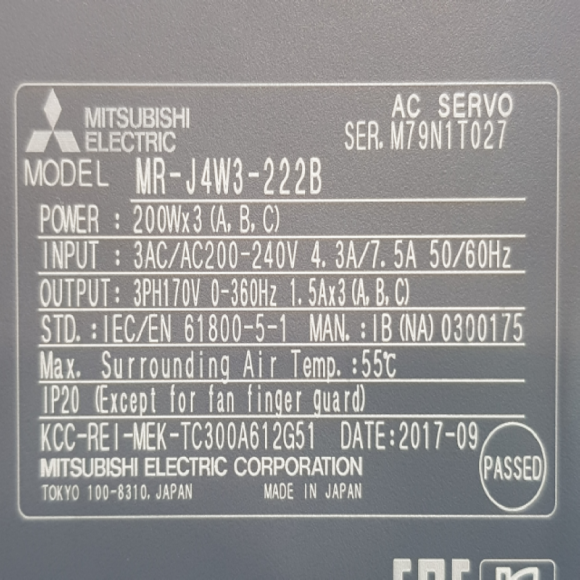 MITSUBISHI
ELECTRIC
AC SERVO
SER. M79N1T027
MODEL MR-J4W3-222B
POWER : 200Wx3 (A, B, C)
INPUT : 3AC/AC200-240V 4.3A/7.5A 50/60Hz
OUTPUT: 3PH170V 0-360Hz 1.5Ax3 (A, B, C)
STD. : IEC/EN 61800-5-1 MAN. : IB (NA) 0300175
Max. Surrounding Air Temp. :55℃
IP20 (Except for fan finger guard)
KCC-REI-MEK-TC300A612G51 DATE:2017-09
MITSUBISHI ELECTRIC CORPORATION
PASSED
TOKYO 100-8310, JAPAN MADE IN JAPAN